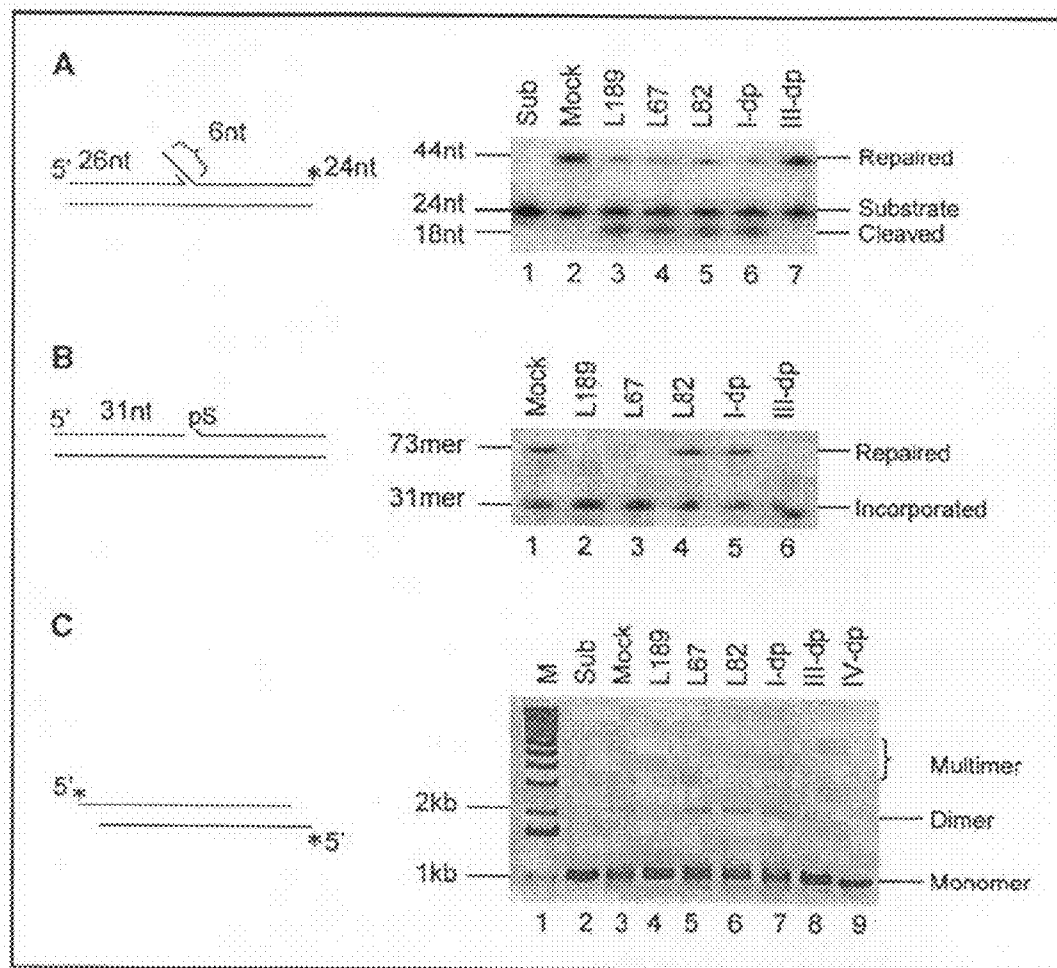 A
5' 26nt 6nt *24nt
Sub Mock L189 L67 L82 I-dp III-dp
44nt Repaired
24nt Substrate
18nt Cleaved
1 2 3 4 5 6 7
B
5' 31nt pS
Mock L189 L67 L82 I-dp III-dp
73mer Repaired
31mer Incorporated
1 2 3 4 5 6
C
5'* *5'
M Sub Mock L189 L67 L82 I-dp III-dp IV-dp
Multimer
2kb Dimer
1kb Monomer
1 2 3 4 5 6 7 8 9